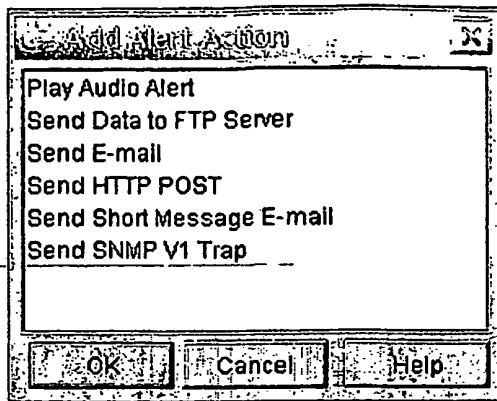 Add Alert Action
Play Audio Alert
Send Data to FTP Server
Send E-mail
Send HTTP POST
Send Short Message E-mail
Send SNMP V1 Trap
OK
Cancel
Help